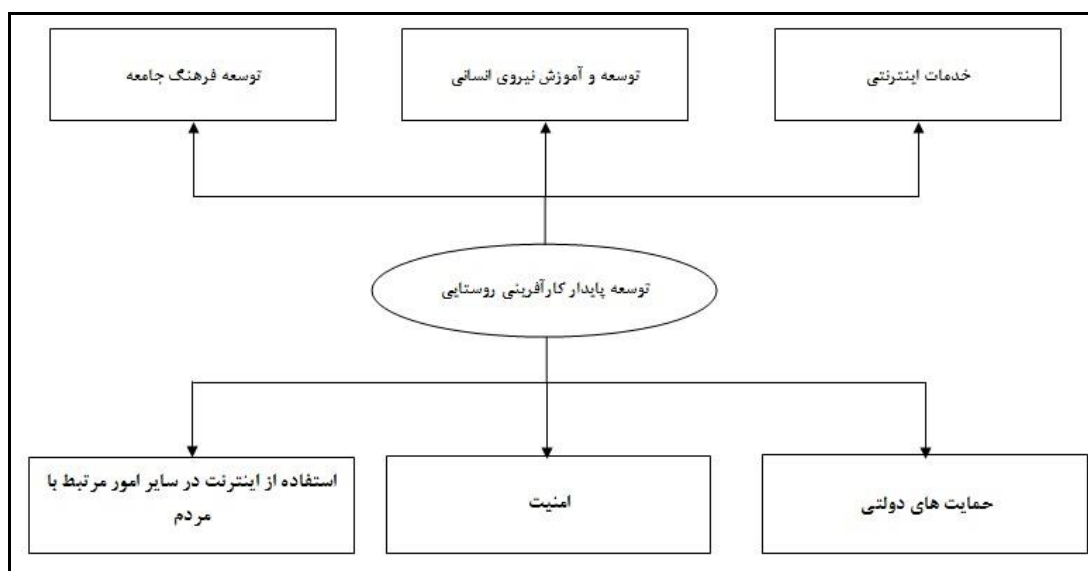 خدمات اینترنتی
توسعه و آموزش نیروی انسانی
توسعه فرهنگ جامعه
توسعه پایدار کارآفرینی روستایی
حمایت های دولتی
امنیت
استفاده از اینترنت در سایر امور مرتبط با
مردم